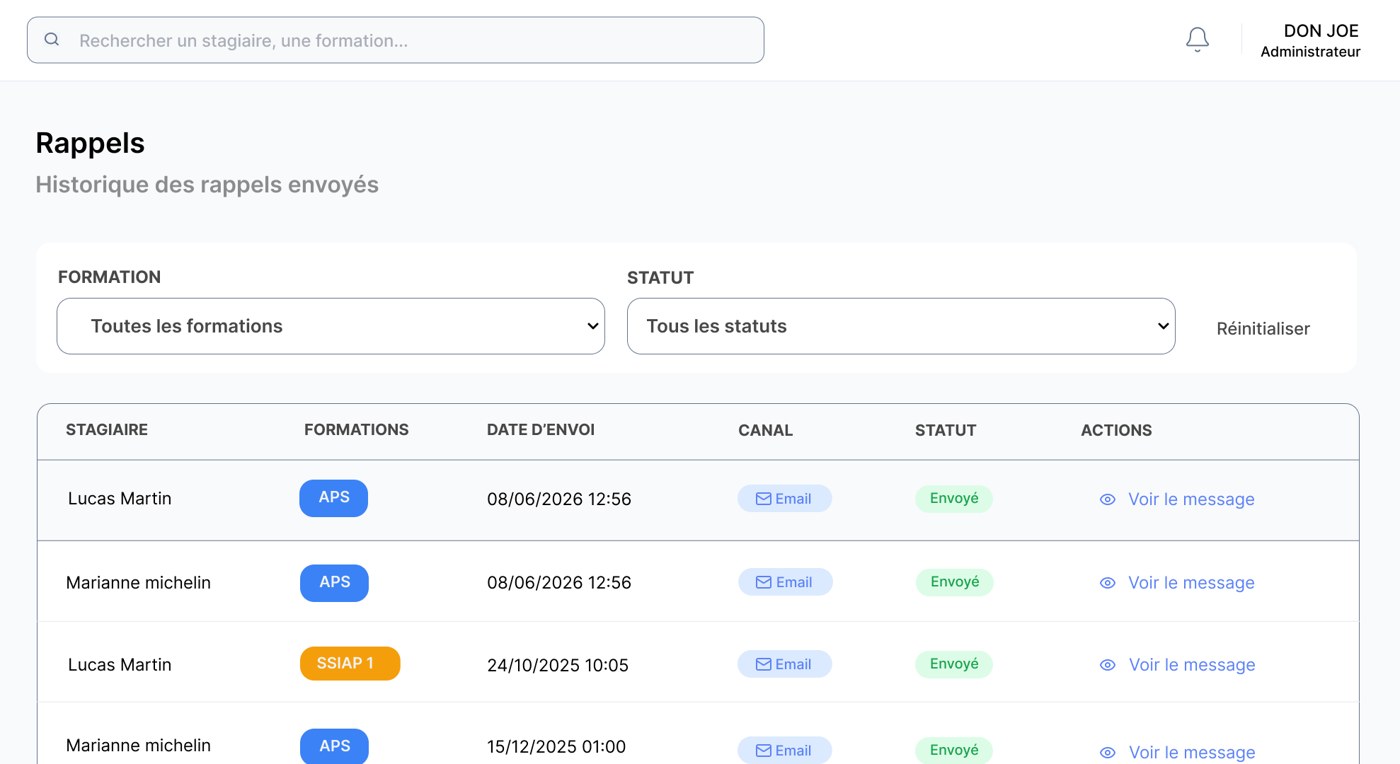 Rechercher un stagiaire, une formation...
DON JOE
Administrateur
Rappels
Historique des rappels envoyés
FORMATION STATUT
Toutes les formations Tous les statuts Réinitialiser
STAGIAIRE FORMATIONS DATE D’ENVOI CANAL STATUT ACTIONS
Lucas Martin APS 08/06/2026 12:56 Email Envoyé Voir le message
Marianne michelin APS 08/06/2026 12:56 Email Envoyé Voir le message
Lucas Martin SSIAP 1 24/10/2025 10:05 Email Envoyé Voir le message
Marianne michelin APS 15/12/2025 01:00 Email Envoyé Voir le message